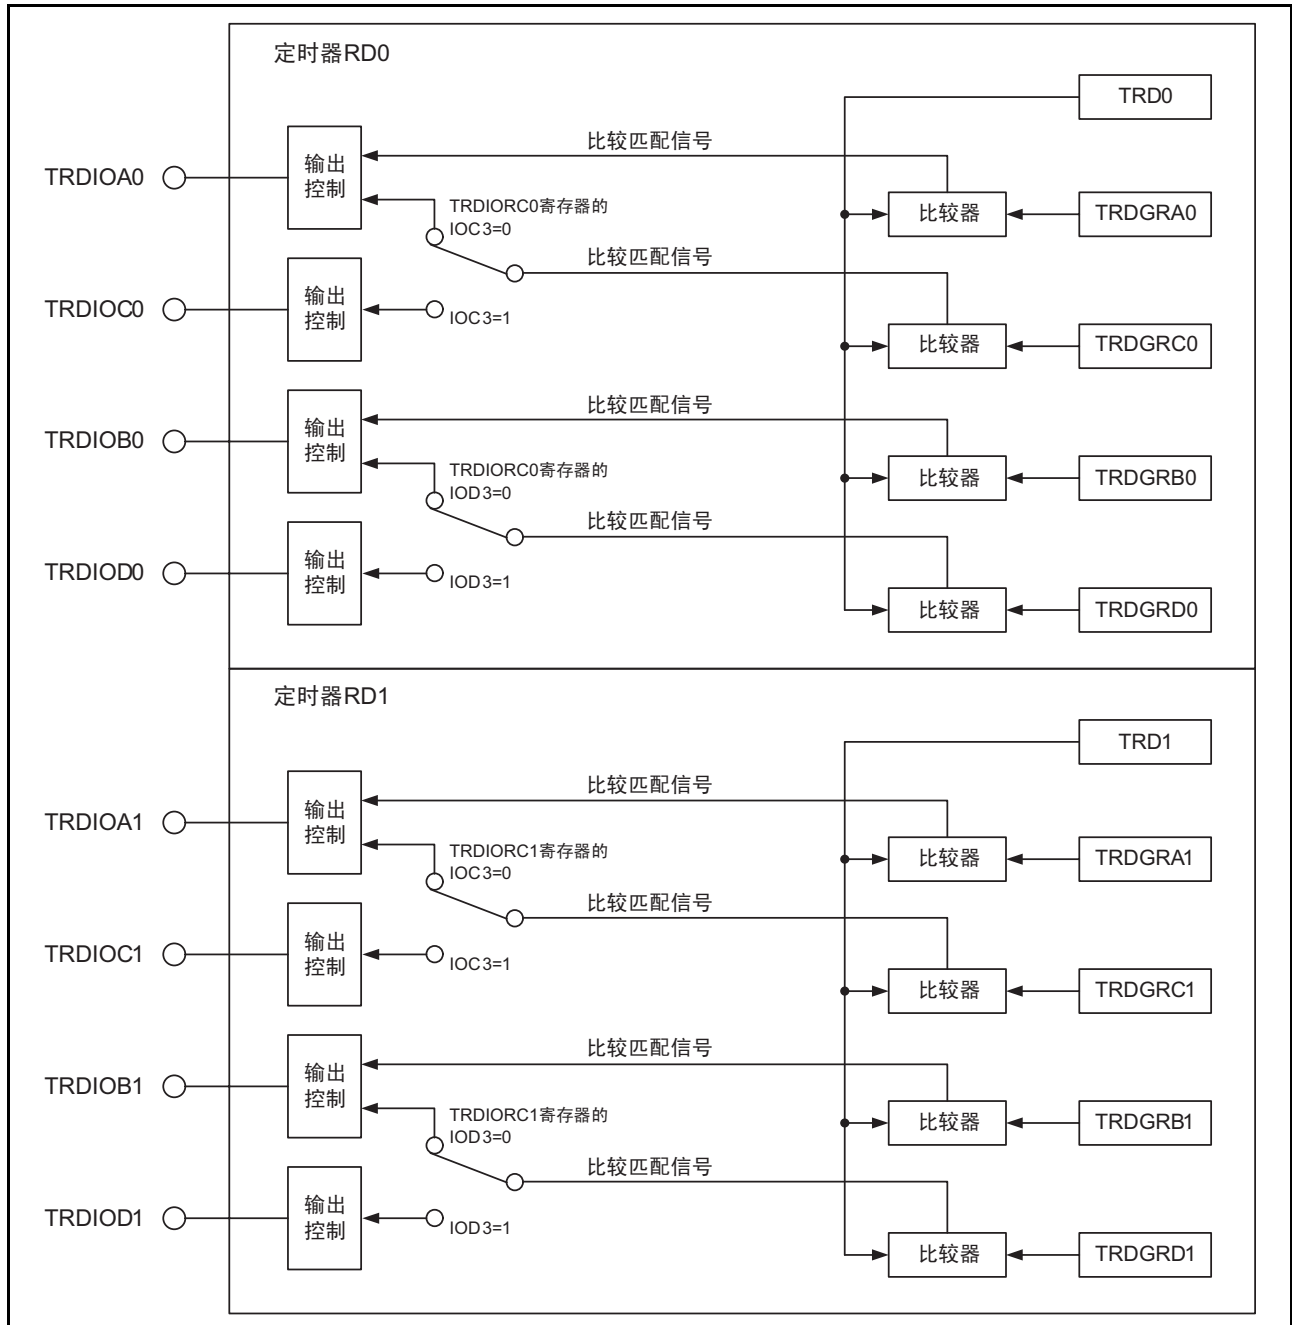 定时器RD0
TRD0
比较匹配信号
输出
控制
TRDIOA0
TRDIORC0寄存器的
IOC3=0
比较器
TRDGRA0
比较匹配信号
输出
控制
TRDIOC0
IOC3=1
比较器
TRDGRC0
比较匹配信号
输出
控制
TRDIOB0
TRDIORC0寄存器的
IOD3=0
比较器
TRDGRB0
比较匹配信号
输出
控制
TRDIOD0
IOD3=1
比较器
TRDGRD0
定时器RD1
TRD1
比较匹配信号
输出
控制
TRDIOA1
TRDIORC1寄存器的
IOC3=0
比较器
TRDGRA1
比较匹配信号
输出
控制
TRDIOC1
IOC3=1
比较器
TRDGRC1
比较匹配信号
输出
控制
TRDIOB1
TRDIORC1寄存器的
IOD3=0
比较器
TRDGRB1
比较匹配信号
输出
控制
TRDIOD1
IOD3=1
比较器
TRDGRD1